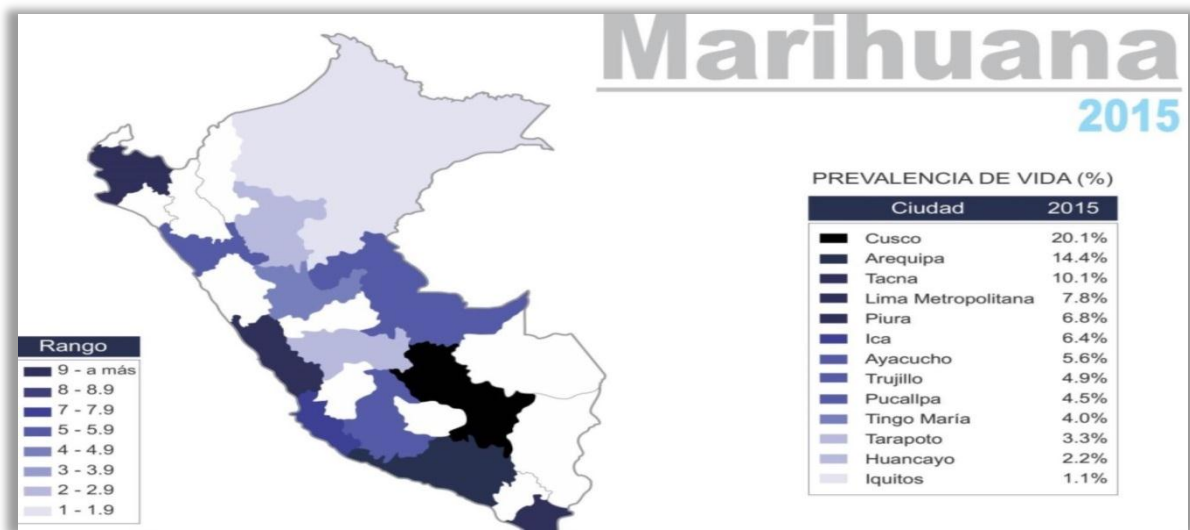 Marihuana
2015
PREVALENCIA DE VIDA (%)
Ciudad 2015
Cusco 20.1%
Arequipa 14.4%
Tacna 10.1%
Lima Metropolitana 7.8%
Piura 6.8%
Ica 6.4%
Ayacucho 5.6%
Trujillo 4.9%
Pucallpa 4.5%
Tingo María 4.0%
Tarapoto 3.3%
Huancayo 2.2%
Iquitos 1.1%
Rango
9 - a más
8 - 8.9
7 - 7.9
5 - 5.9
4 - 4.9
3 - 3.9
2 - 2.9
1 - 1.9